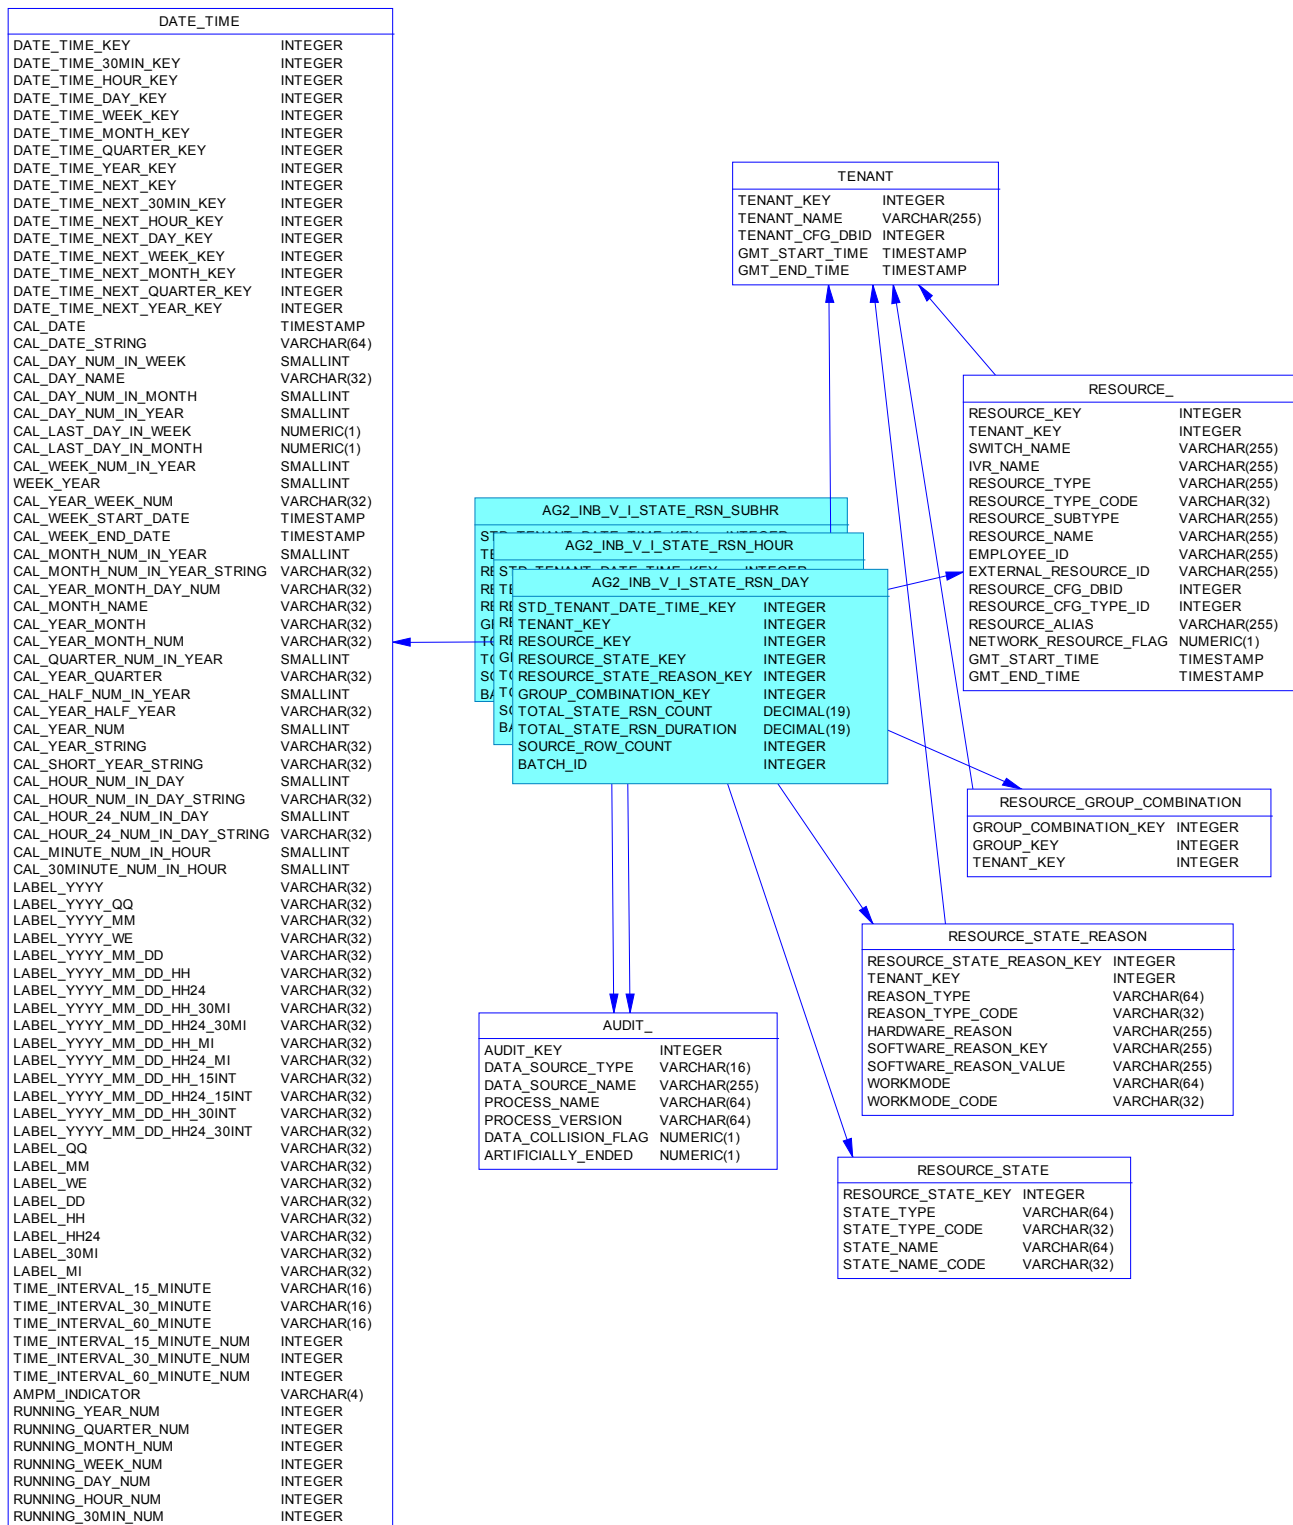 DATE_TIME
DATE_TIME_KEY INTEGER
DATE_TIME_30MIN_KEY INTEGER
DATE_TIME_HOUR_KEY INTEGER
DATE_TIME_DAY_KEY INTEGER
DATE_TIME_WEEK_KEY INTEGER
DATE_TIME_MONTH_KEY INTEGER
DATE_TIME_QUARTER_KEY INTEGER
DATE_TIME_YEAR_KEY INTEGER
DATE_TIME_NEXT_KEY INTEGER
DATE_TIME_NEXT_30MIN_KEY INTEGER
DATE_TIME_NEXT_HOUR_KEY INTEGER
DATE_TIME_NEXT_DAY_KEY INTEGER
DATE_TIME_NEXT_WEEK_KEY INTEGER
DATE_TIME_NEXT_MONTH_KEY INTEGER
DATE_TIME_NEXT_QUARTER_KEY INTEGER
DATE_TIME_NEXT_YEAR_KEY INTEGER
CAL_DATE TIMESTAMP
CAL_DATE_STRING VARCHAR(64)
CAL_DAY_NUM_IN_WEEK SMALLINT
CAL_DAY_NAME VARCHAR(32)
CAL_DAY_NUM_IN_MONTH SMALLINT
CAL_DAY_NUM_IN_YEAR SMALLINT
CAL_LAST_DAY_IN_WEEK NUMERIC(1)
CAL_LAST_DAY_IN_MONTH NUMERIC(1)
CAL_WEEK_NUM_IN_YEAR SMALLINT
WEEK_YEAR SMALLINT
CAL_YEAR_WEEK_NUM VARCHAR(32)
CAL_WEEK_START_DATE TIMESTAMP
CAL_WEEK_END_DATE TIMESTAMP
CAL_MONTH_NUM_IN_YEAR SMALLINT
CAL_MONTH_NUM_IN_YEAR_STRING VARCHAR(32)
CAL_YEAR_MONTH_DAY_NUM VARCHAR(32)
CAL_MONTH_NAME VARCHAR(32)
CAL_YEAR_MONTH VARCHAR(32)
CAL_YEAR_MONTH_NUM VARCHAR(32)
CAL_QUARTER_NUM_IN_YEAR SMALLINT
CAL_YEAR_QUARTER VARCHAR(32)
CAL_HALF_NUM_IN_YEAR SMALLINT
CAL_YEAR_HALF_YEAR VARCHAR(32)
CAL_YEAR_NUM SMALLINT
CAL_YEAR_STRING VARCHAR(32)
CAL_SHORT_YEAR_STRING VARCHAR(32)
CAL_HOUR_NUM_IN_DAY SMALLINT
CAL_HOUR_NUM_IN_DAY_STRING VARCHAR(32)
CAL_HOUR_24_NUM_IN_DAY SMALLINT
CAL_HOUR_24_NUM_IN_DAY_STRING VARCHAR(32)
CAL_MINUTE_NUM_IN_HOUR SMALLINT
CAL_30MINUTE_NUM_IN_HOUR SMALLINT
LABEL_YYYY VARCHAR(32)
LABEL_YYYY_QQ VARCHAR(32)
LABEL_YYYY_MM VARCHAR(32)
LABEL_YYYY_WE VARCHAR(32)
LABEL_YYYY_MM_DD VARCHAR(32)
LABEL_YYYY_MM_DD_HH VARCHAR(32)
LABEL_YYYY_MM_DD_HH24 VARCHAR(32)
LABEL_YYYY_MM_DD_HH_30MI VARCHAR(32)
LABEL_YYYY_MM_DD_HH24_30MI VARCHAR(32)
LABEL_YYYY_MM_DD_HH_MI VARCHAR(32)
LABEL_YYYY_MM_DD_HH24_MI VARCHAR(32)
LABEL_YYYY_MM_DD_HH_15INT VARCHAR(32)
LABEL_YYYY_MM_DD_HH24_15INT VARCHAR(32)
LABEL_YYYY_MM_DD_HH_30INT VARCHAR(32)
LABEL_YYYY_MM_DD_HH24_30INT VARCHAR(32)
LABEL_QQ VARCHAR(32)
LABEL_MM VARCHAR(32)
LABEL_WE VARCHAR(32)
LABEL_DD VARCHAR(32)
LABEL_HH VARCHAR(32)
LABEL_HH24 VARCHAR(32)
LABEL_30MI VARCHAR(32)
LABEL_MI VARCHAR(32)
TIME_INTERVAL_15_MINUTE VARCHAR(16)
TIME_INTERVAL_30_MINUTE VARCHAR(16)
TIME_INTERVAL_60_MINUTE VARCHAR(16)
TIME_INTERVAL_15_MINUTE_NUM INTEGER
TIME_INTERVAL_30_MINUTE_NUM INTEGER
TIME_INTERVAL_60_MINUTE_NUM INTEGER
AMPM_INDICATOR VARCHAR(4)
RUNNING_YEAR_NUM INTEGER
RUNNING_QUARTER_NUM INTEGER
RUNNING_MONTH_NUM INTEGER
RUNNING_WEEK_NUM INTEGER
RUNNING_DAY_NUM INTEGER
RUNNING_HOUR_NUM INTEGER
RUNNING_30MIN_NUM INTEGER
TENANT
TENANT_KEY INTEGER
TENANT_NAME VARCHAR(255)
TENANT_CFG_DBID INTEGER
GMT_START_TIME TIMESTAMP
GMT_END_TIME TIMESTAMP
RESOURCE_
RESOURCE_KEY INTEGER
TENANT_KEY INTEGER
SWITCH_NAME VARCHAR(255)
IVR_NAME VARCHAR(255)
RESOURCE_TYPE VARCHAR(255)
RESOURCE_TYPE_CODE VARCHAR(32)
RESOURCE_SUBTYPE VARCHAR(255)
RESOURCE_NAME VARCHAR(255)
EMPLOYEE_ID VARCHAR(255)
EXTERNAL_RESOURCE_ID VARCHAR(255)
RESOURCE_CFG_DBID INTEGER
RESOURCE_CFG_TYPE_ID INTEGER
RESOURCE_ALIAS VARCHAR(255)
NETWORK_RESOURCE_FLAG NUMERIC(1)
GMT_START_TIME TIMESTAMP
GMT_END_TIME TIMESTAMP
AG2_INB_V_I_STATE_RSN_SUBHR
AG2_INB_V_I_STATE_RSN_HOUR
STD_TENANT_DATE_TIME_KEY INTEGER
AG2_INB_V_I_STATE_RSN_DAY
STD_TENANT_DATE_TIME_KEY INTEGER
TENANT_KEY INTEGER
RESOURCE_KEY INTEGER
RESOURCE_STATE_KEY INTEGER
RESOURCE_STATE_REASON_KEY INTEGER
GROUP_COMBINATION_KEY INTEGER
TOTAL_STATE_RSN_COUNT DECIMAL(19)
TOTAL_STATE_RSN_DURATION DECIMAL(19)
SOURCE_ROW_COUNT INTEGER
BATCH_ID INTEGER
RESOURCE_GROUP_COMBINATION
GROUP_COMBINATION_KEY INTEGER
GROUP_KEY INTEGER
TENANT_KEY INTEGER
RESOURCE_STATE_REASON
RESOURCE_STATE_REASON_KEY INTEGER
TENANT_KEY INTEGER
REASON_TYPE VARCHAR(64)
REASON_TYPE_CODE VARCHAR(32)
HARDWARE_REASON VARCHAR(255)
SOFTWARE_REASON_KEY VARCHAR(255)
SOFTWARE_REASON_VALUE VARCHAR(255)
WORKMODE VARCHAR(64)
WORKMODE_CODE VARCHAR(32)
AUDIT_
AUDIT_KEY INTEGER
DATA_SOURCE_TYPE VARCHAR(16)
DATA_SOURCE_NAME VARCHAR(255)
PROCESS_NAME VARCHAR(64)
PROCESS_VERSION VARCHAR(64)
DATA_COLLISION_FLAG NUMERIC(1)
ARTIFICIALLY_ENDED NUMERIC(1)
RESOURCE_STATE
RESOURCE_STATE_KEY INTEGER
STATE_TYPE VARCHAR(64)
STATE_TYPE_CODE VARCHAR(32)
STATE_NAME VARCHAR(64)
STATE_NAME_CODE VARCHAR(32)